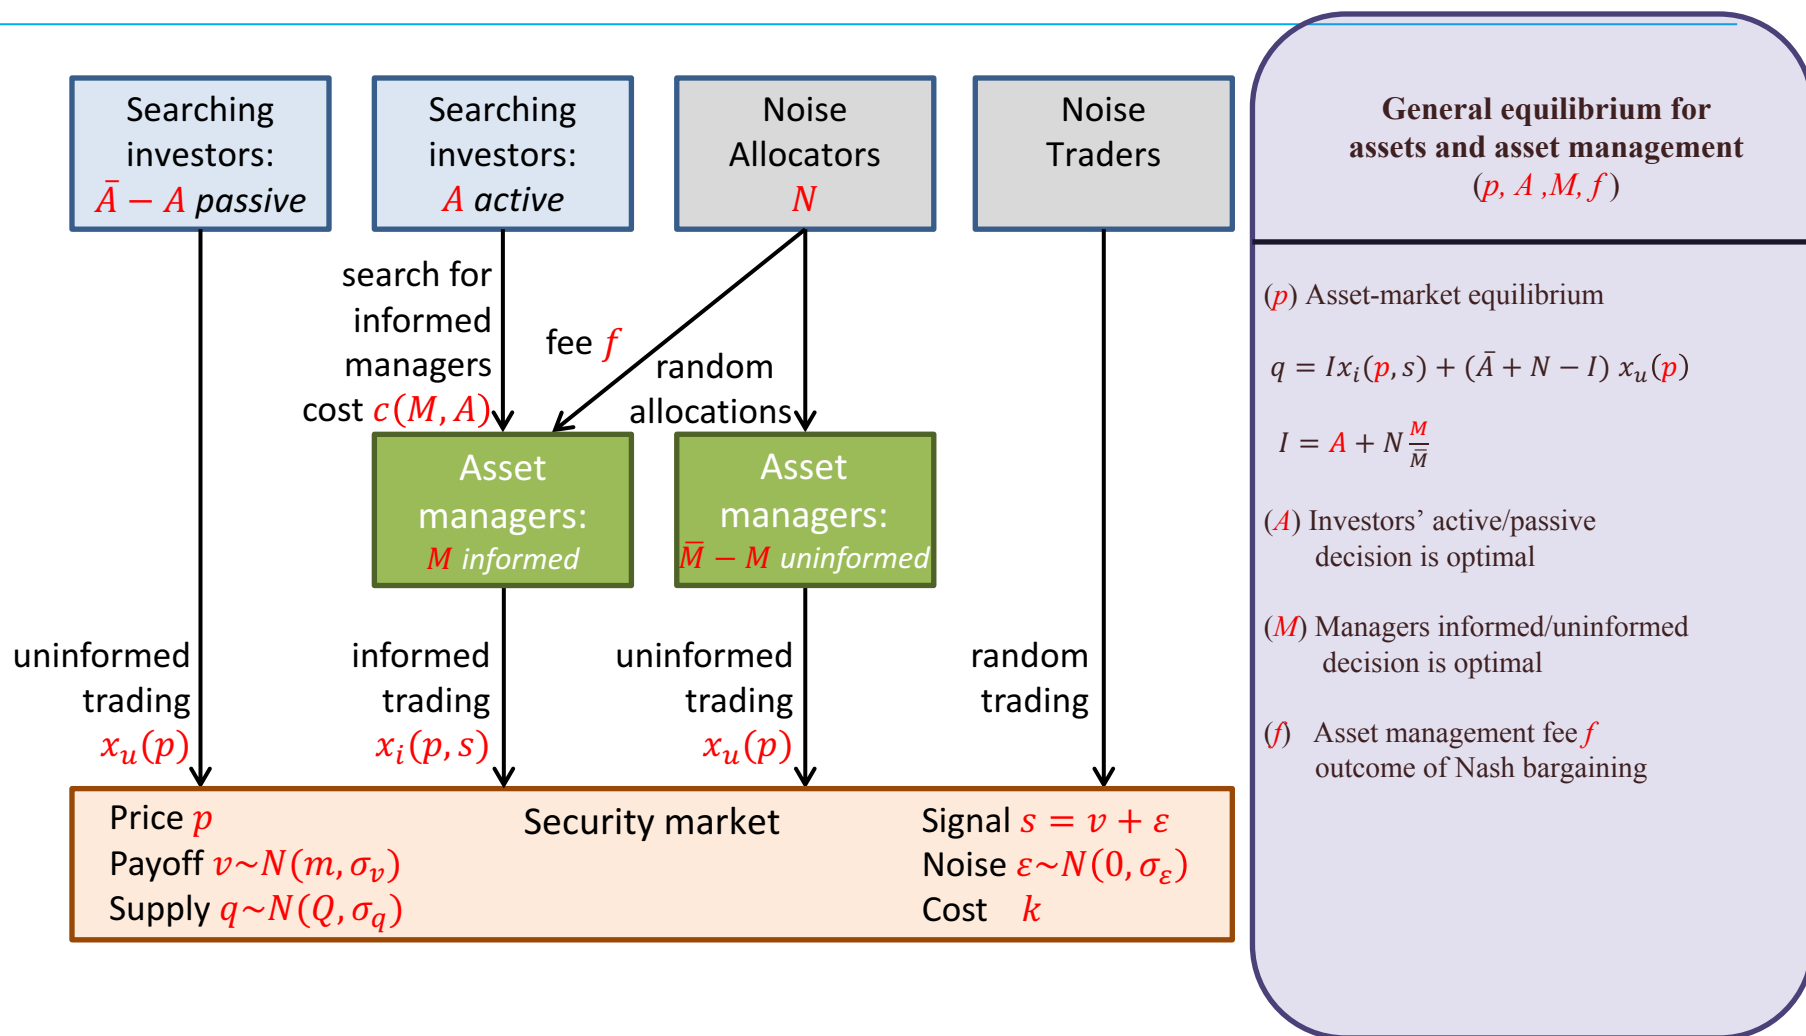 Searching
investors:
Ā − A passive
Searching
investors:
A active
Noise
Allocators
N
Noise
Traders
search for
informed
managers
cost c(M, A)
fee f
random
allocations
Asset
managers:
M informed
Asset
managers:
M̅ − M uninformed
uninformed
trading
xᵤ(p)
informed
trading
xᵢ(p, s)
uninformed
trading
xᵤ(p)
random
trading
Security market
Price p
Payoff v~N(m, σᵥ)
Supply q~N(Q, σ_q)
Signal s = v + ε
Noise ε~N(0, σ_ε)
Cost k
General equilibrium for
assets and asset management
(p, A ,M, f )
(p) Asset-market equilibrium
q = Ixᵢ(p, s) + (Ā + N − I) xᵤ(p)
I = A + N M/M̅
(A) Investors’ active/passive
decision is optimal
(M) Managers informed/uninformed
decision is optimal
(f) Asset management fee f
outcome of Nash bargaining